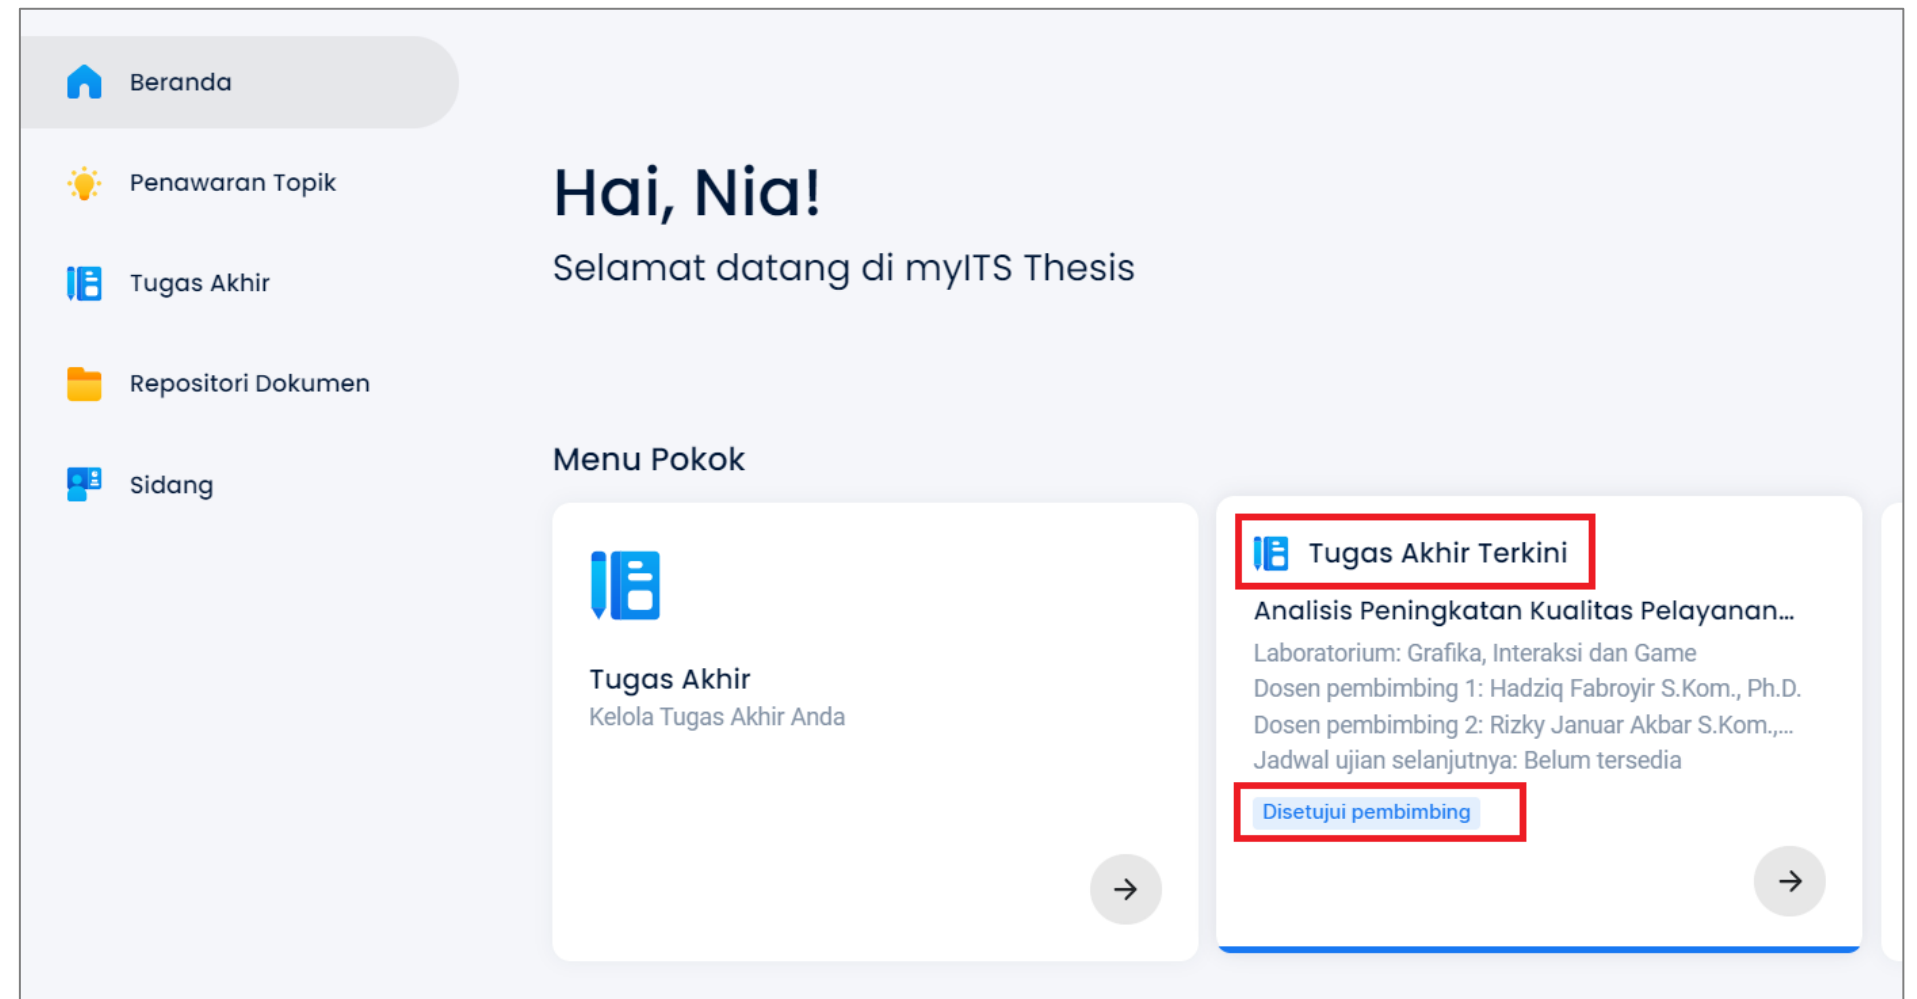 Beranda
Penawaran Topik
Tugas Akhir
Repositori Dokumen
Sidang
Hai, Nia!
Selamat datang di myITS Thesis
Menu Pokok
Tugas Akhir
Kelola Tugas Akhir Anda
Tugas Akhir Terkini
Analisis Peningkatan Kualitas Pelayanan...
Laboratorium: Grafika, Interaksi dan Game
Dosen pembimbing 1: Hadziq Fabroyir S.Kom., Ph.D.
Dosen pembimbing 2: Rizky Januar Akbar S.Kom.,...
Jadwal ujian selanjutnya: Belum tersedia
Disetujui pembimbing